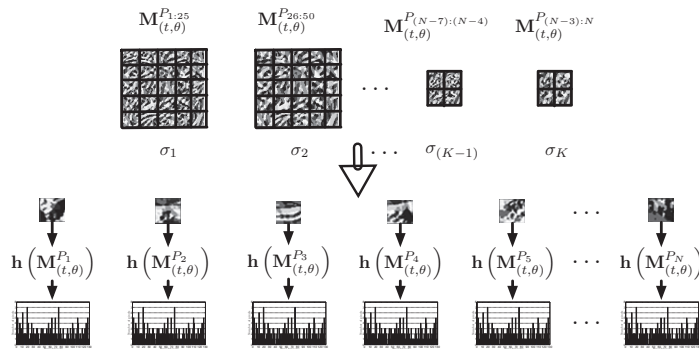 M^{P_{1:25}}_{(t,θ)} M^{P_{26:50}}_{(t,θ)} M^{P_{(N-7):(N-4)}}_{(t,θ)} M^{P_{(N-3):N}}_{(t,θ)}
· · ·
σ_1 σ_2 · · · σ_{(K-1)} σ_K
· · ·
h(M^{P_1}_{(t,θ)}) h(M^{P_2}_{(t,θ)}) h(M^{P_3}_{(t,θ)}) h(M^{P_4}_{(t,θ)}) h(M^{P_5}_{(t,θ)}) · · · h(M^{P_N}_{(t,θ)})
· · ·